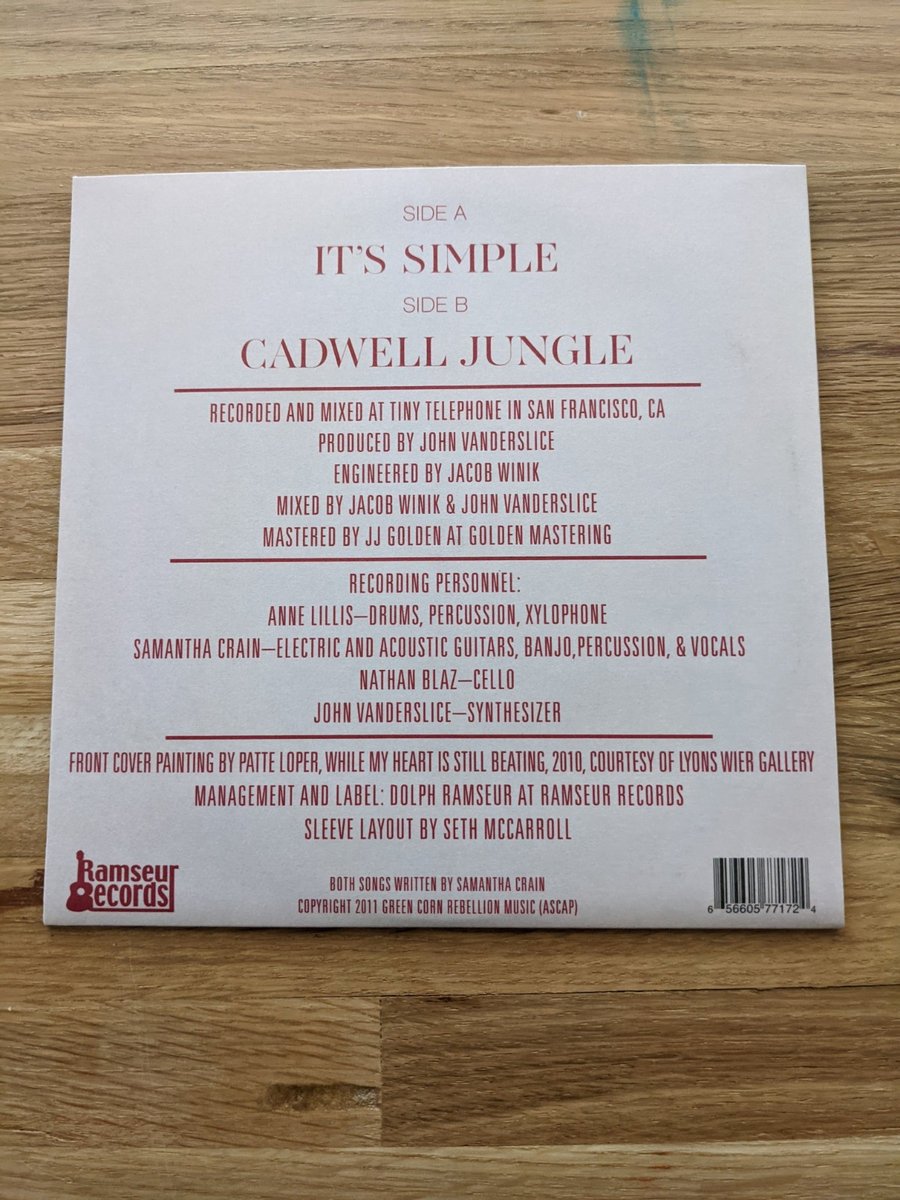 SIDE A
IT'S SIMPLE
SIDE B
CADWELL JUNGLE
RECORDED AND MIXED AT TINY TELEPHONE IN SAN FRANCISCO, CA
PRODUCED BY JOHN VANDERSLICE
ENGINEERED BY JACOB WINIK
MIXED BY JACOB WINIK & JOHN VANDERSLICE
MASTERED BY JJ GOLDEN AT GOLDEN MASTERING
RECORDING PERSONNEL:
ANNE LILLIS—DRUMS, PERCUSSION, XYLOPHONE
SAMANTHA CRAIN—ELECTRIC AND ACOUSTIC GUITARS, BANJO,PERCUSSION, & VOCALS
NATHAN BLAZ—CELLO
JOHN VANDERSLICE—SYNTHESIZER
FRONT COVER PAINTING BY PATTE LOPER, WHILE MY HEART IS STILL BEATING, 2010, COURTESY OF LYONS WIER GALLERY
MANAGEMENT AND LABEL: DOLPH RAMSEUR AT RAMSEUR RECORDS
SLEEVE LAYOUT BY SETH MCCARROLL
Ramseur
Records
BOTH SONGS WRITTEN BY SAMANTHA CRAIN
COPYRIGHT 2011 GREEN CORN REBELLION MUSIC (ASCAP)
6 56605 77172 4